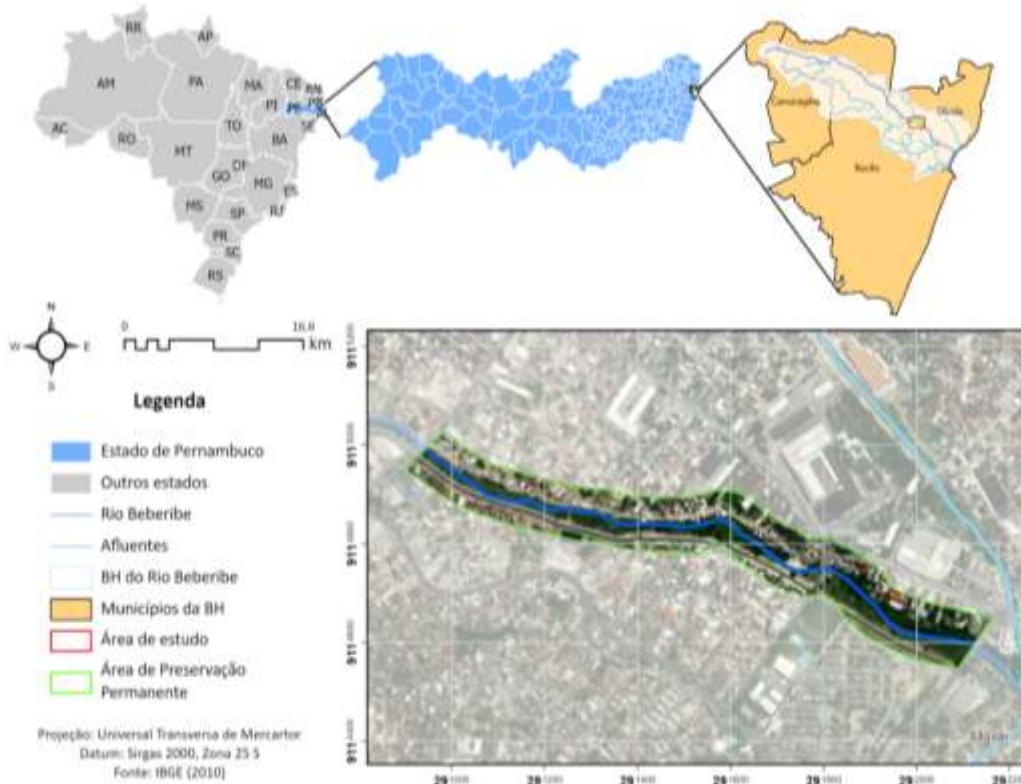 RR
AP
AM
PA
MA
CE
RN
PB
PI
PE
AC
TO
SE
RO
BA
MT
DF
GO
MG
ES
MS
SP
RJ
PR
SC
RS
Camaragibe
Olinda
Recife
N
W
E
S
0
16.8
km
Legenda
Estado de Pernambuco
Outros estados
Rio Beberibe
Afluentes
BH do Rio Beberibe
Municípios da BH
Área de estudo
Área de Preservação
Permanente
Projeção: Universal Transversa de Mercartor
Datum: Sirgas 2000, Zona 25 S
Fonte: IBGE (2010)